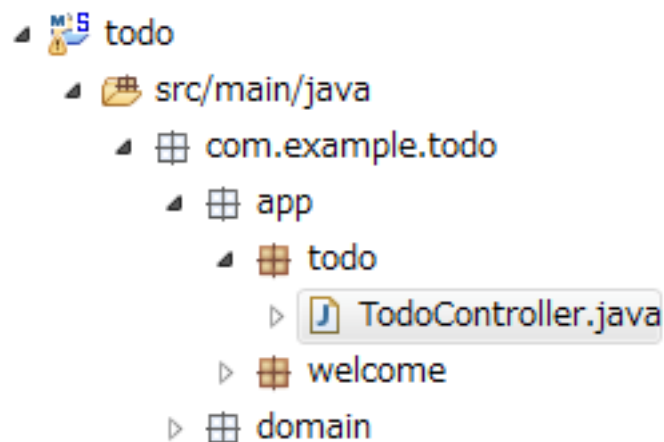 todo
src/main/java
com.example.todo
app
todo
TodoController.java
welcome
domain